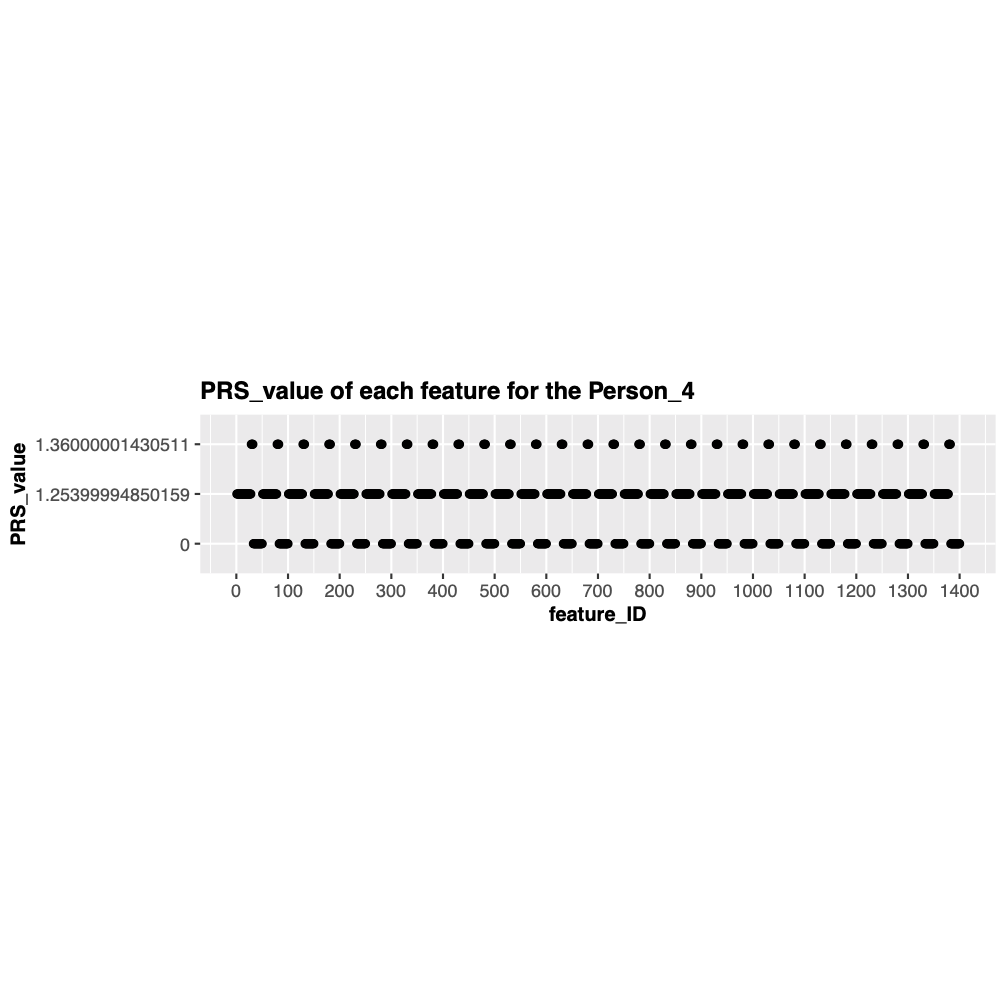 PRS_value of each feature for the Person_4
PRS_value
1.36000001430511
1.25399994850159
0
0 100 200 300 400 500 600 700 800 900 1000 1100 1200 1300 1400
feature_ID